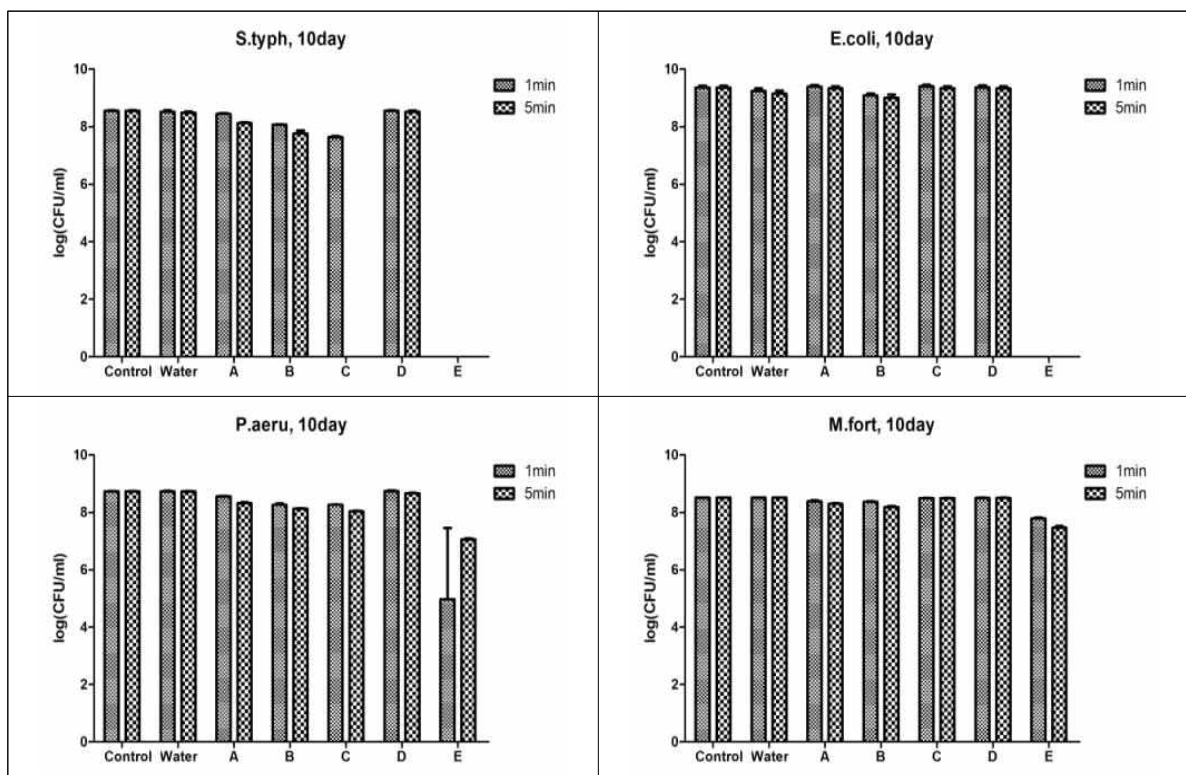 S.typh, 10day
10
8
6
4
2
0
log(CFU/ml)
1min
5min
Control Water A B C D E
E.coli, 10day
10
8
6
4
2
0
log(CFU/ml)
1min
5min
Control Water A B C D E
P.aeru, 10day
10
8
6
4
2
0
log(CFU/ml)
1min
5min
Control Water A B C D E
M.fort, 10day
10
8
6
4
2
0
log(CFU/ml)
1min
5min
Control Water A B C D E